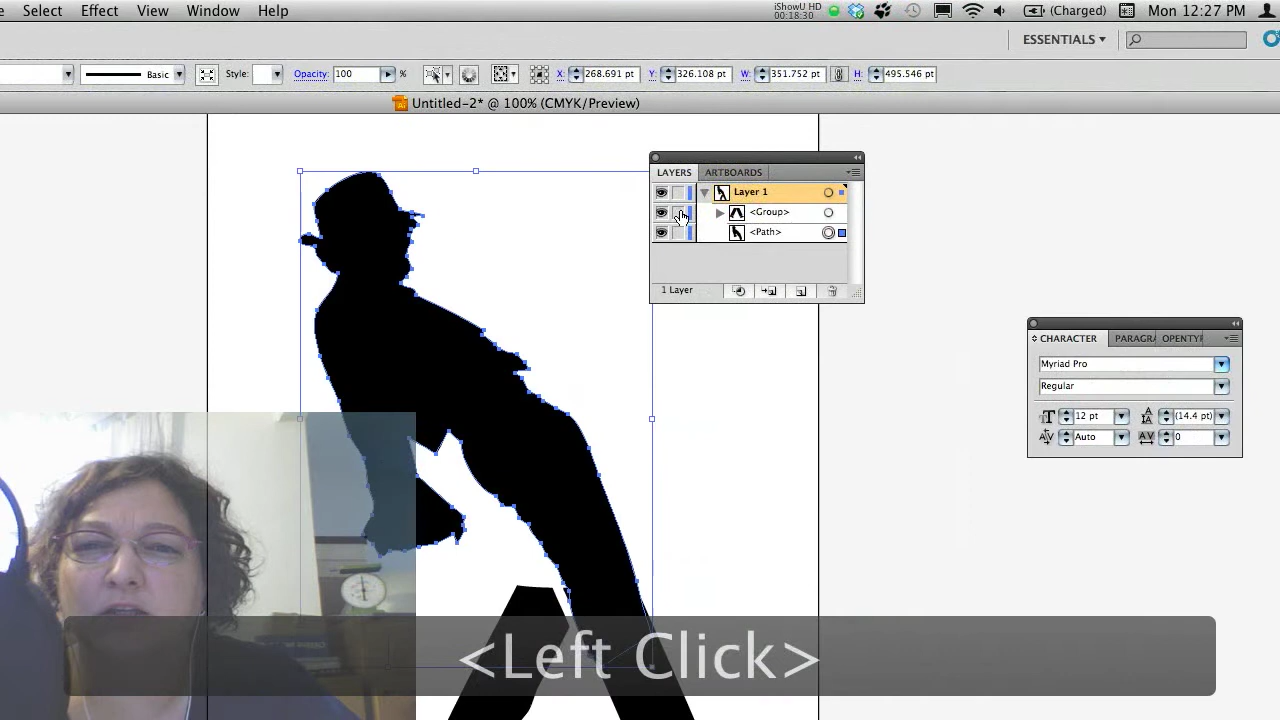 Select Effect View Window Help
iShowU HD
00:18:30
(Charged)
Mon 12:27 PM
ESSENTIALS
Basic Style: Opacity: 100 % X: 268.691 pt Y: 326.108 pt W: 351.752 pt H: 495.546 pt
Untitled-2* @ 100% (CMYK/Preview)
LAYERS ARTBOARDS
Layer 1
<Group>
<Path>
1 Layer
CHARACTER PARAGRA OPENTYI
Myriad Pro
Regular
12 pt (14.4 pt)
Auto 0
<Left Click>